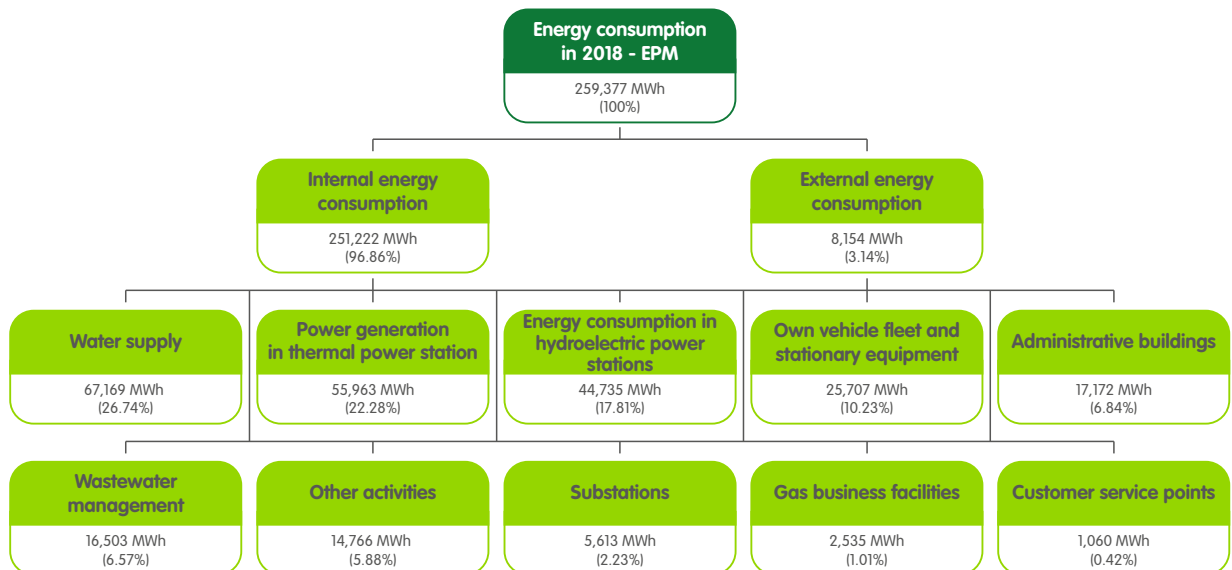 Energy consumption
in 2018 - EPM
259,377 MWh
(100%)
Internal energy
consumption
251,222 MWh
(96.86%)
External energy
consumption
8,154 MWh
(3.14%)
Water supply
67,169 MWh
(26.74%)
Power generation
in thermal power station
55,963 MWh
(22.28%)
Energy consumption in
hydroelectric power
stations
44,735 MWh
(17.81%)
Own vehicle fleet and
stationary equipment
25,707 MWh
(10.23%)
Administrative buildings
17,172 MWh
(6.84%)
Wastewater
management
16,503 MWh
(6.57%)
Other activities
14,766 MWh
(5.88%)
Substations
5,613 MWh
(2.23%)
Gas business facilities
2,535 MWh
(1.01%)
Customer service points
1,060 MWh
(0.42%)